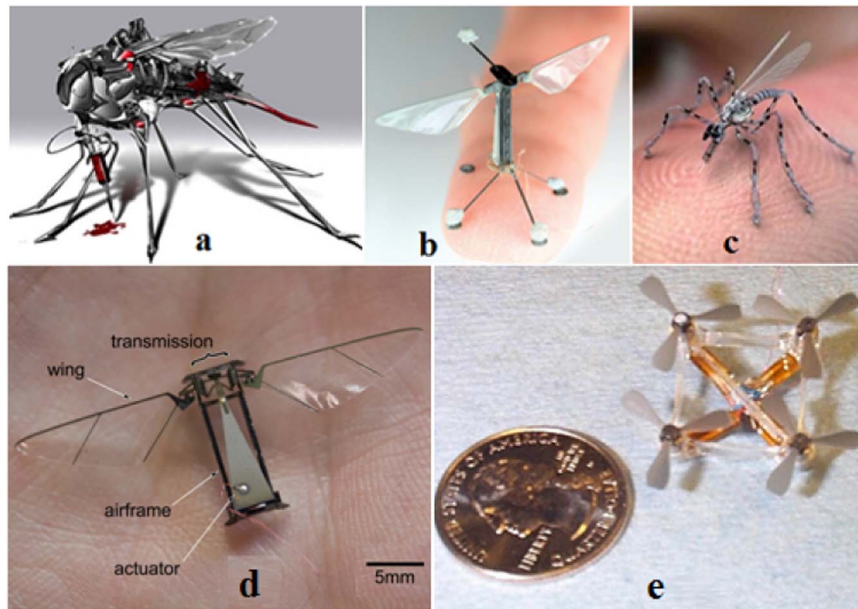 a
b
c
transmission
wing
airframe
actuator
5mm
d
UNITED STATES OF AMERICA
LIBERTY
QUARTER DOLLAR
e